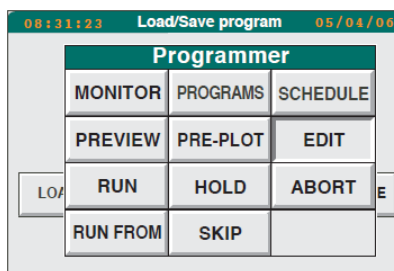 08:31:23 Load/Save program 05/04/06
Programmer
MONITOR PROGRAMS SCHEDULE
PREVIEW PRE-PLOT EDIT
LOA RUN HOLD ABORT E
RUN FROM SKIP